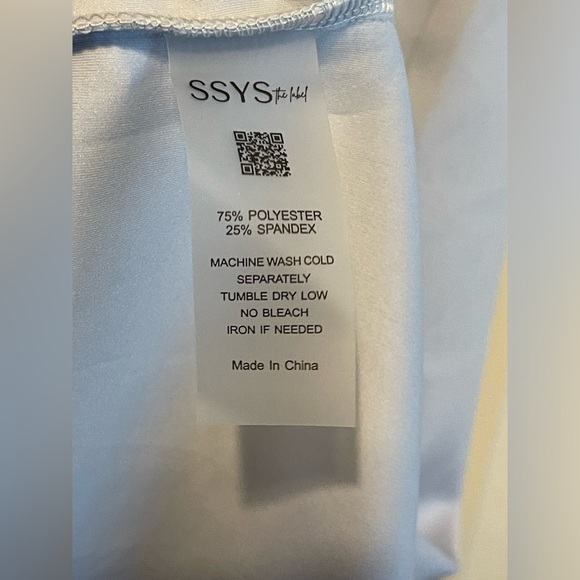 SSYS the label
75% POLYESTER
25% SPANDEX
MACHINE WASH COLD
SEPARATELY
TUMBLE DRY LOW
NO BLEACH
IRON IF NEEDED
Made In China